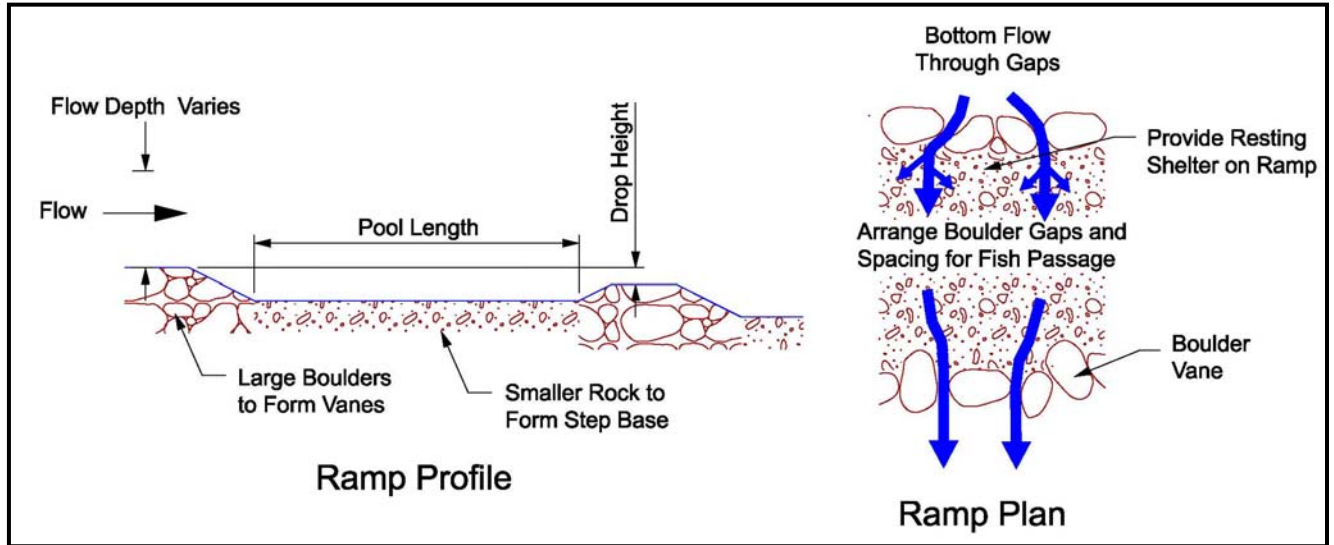 Flow Depth Varies
Flow
Pool Length
Drop Height
Large Boulders
to Form Vanes
Smaller Rock to
Form Step Base
Ramp Profile
Bottom Flow
Through Gaps
Provide Resting
Shelter on Ramp
Arrange Boulder Gaps and
Spacing for Fish Passage
Boulder
Vane
Ramp Plan